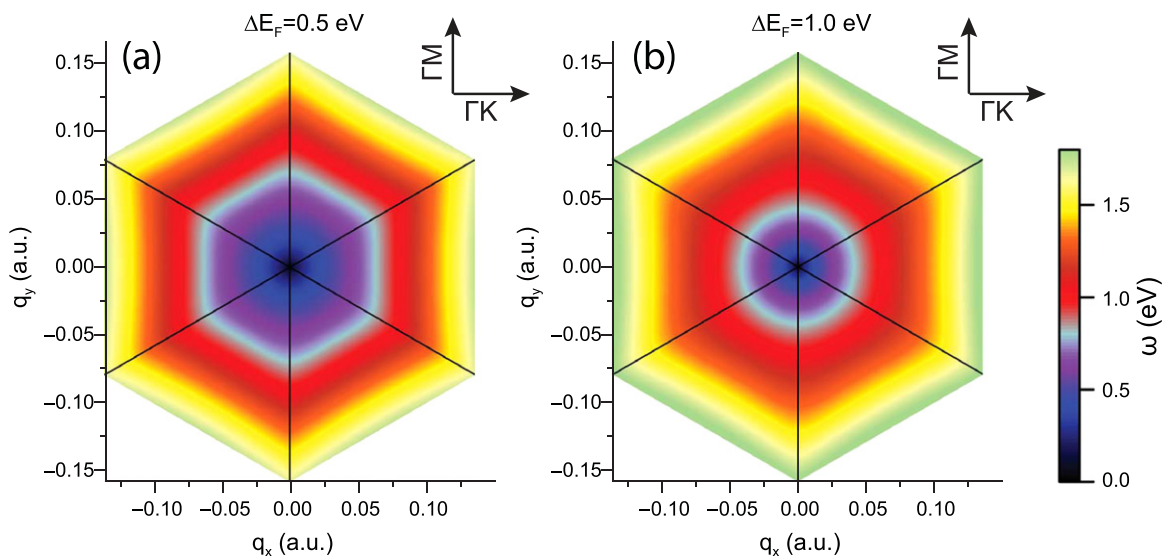 ΔE_F=0.5 eV
ΔE_F=1.0 eV
(a)
(b)
ΓM
ΓK
ΓM
ΓK
0.15
0.10
0.05
0.00
−0.05
−0.10
−0.15
q_y (a.u.)
−0.10 −0.05 0.00 0.05 0.10
q_x (a.u.)
0.15
0.10
0.05
0.00
−0.05
−0.10
−0.15
q_y (a.u.)
−0.10 −0.05 0.00 0.05 0.10
q_x (a.u.)
1.5
1.0
0.5
0.0
ω (eV)